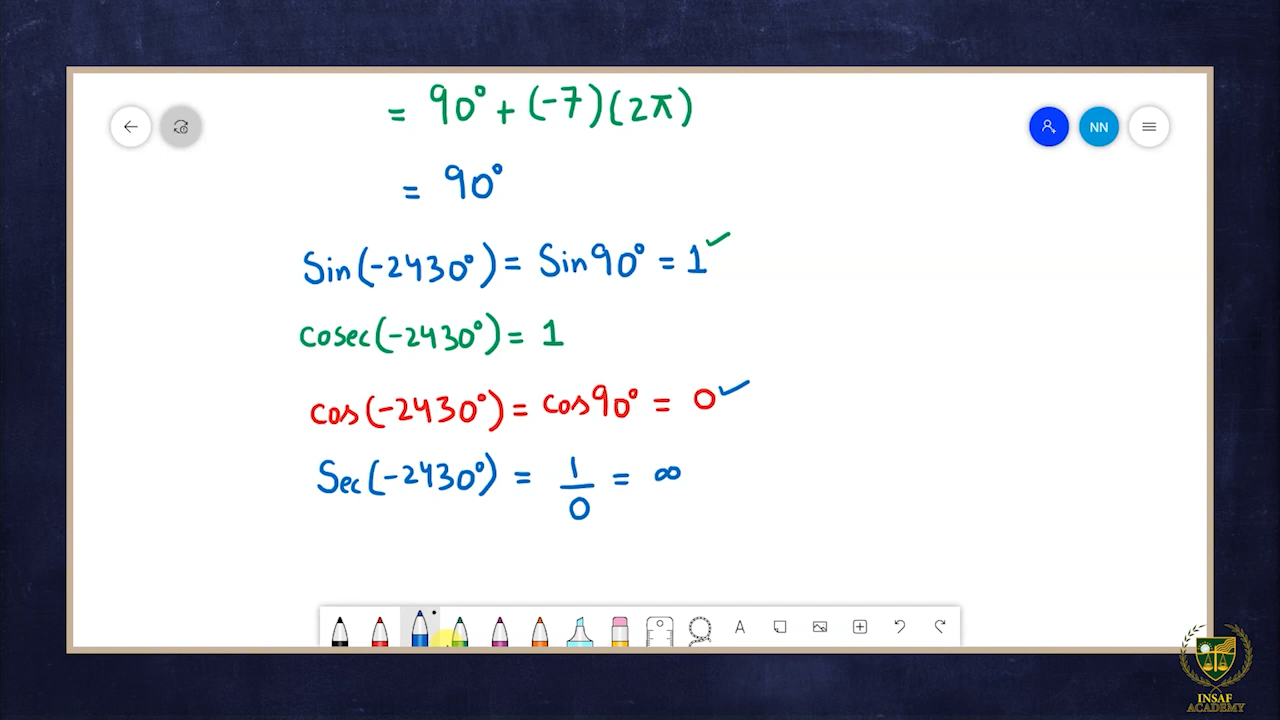 = 90° + (-7)(2π)
NN
= 90°
Sin(-2430°) = Sin90° = 1 ✓
cosec(-2430°) = 1
cos(-2430°) = cos90° = 0 ✓
Sec(-2430°) = 1/0 = ∞
A
INSAF
ACADEMY